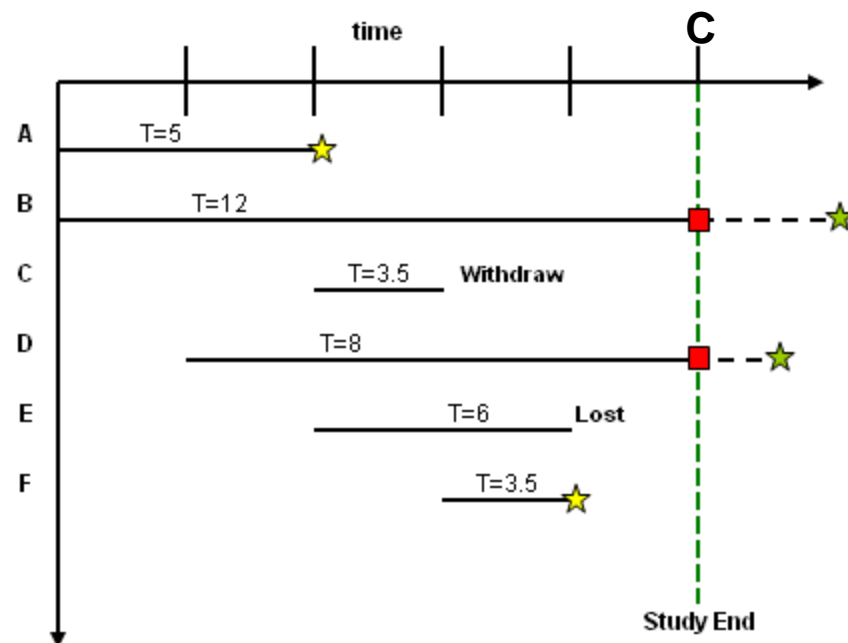 time
C
A
T=5
B
T=12
C
T=3.5 Withdraw
D
T=8
E
T=6 Lost
F
T=3.5
Study End